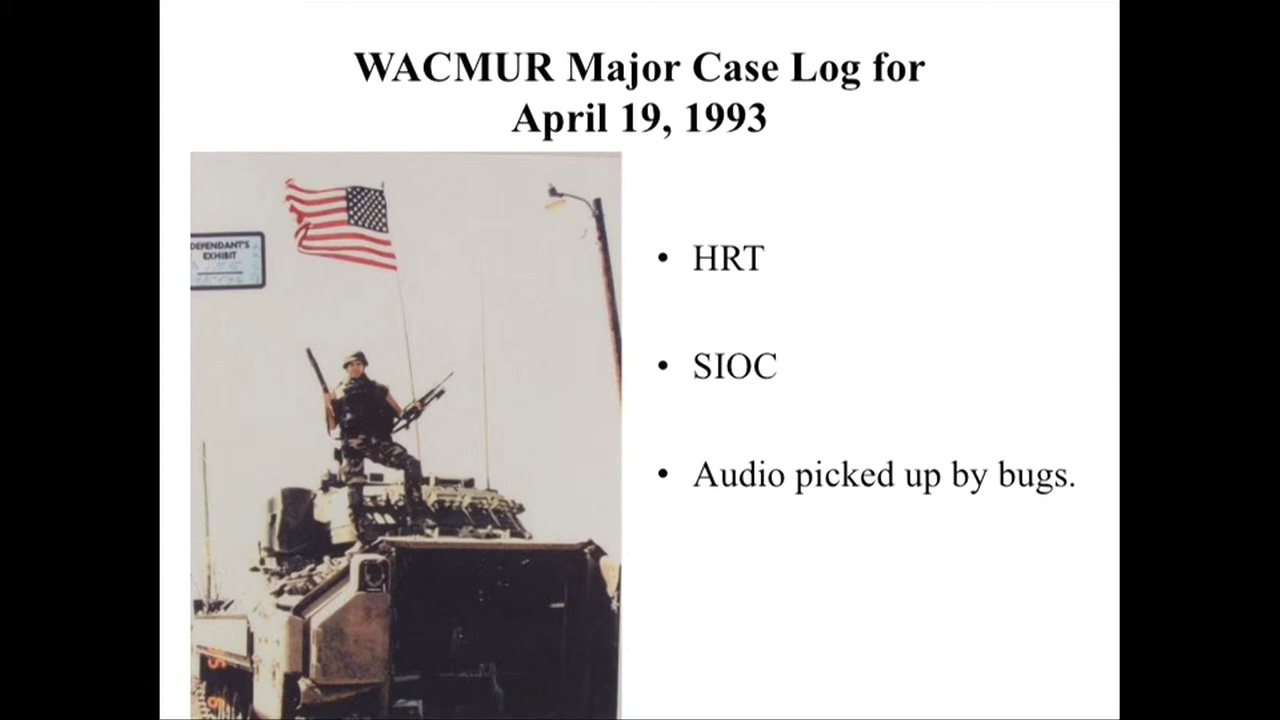 WACMUR Major Case Log for
April 19, 1993
DEFENDANT'S
EXHIBIT
• HRT
• SIOC
• Audio picked up by bugs.